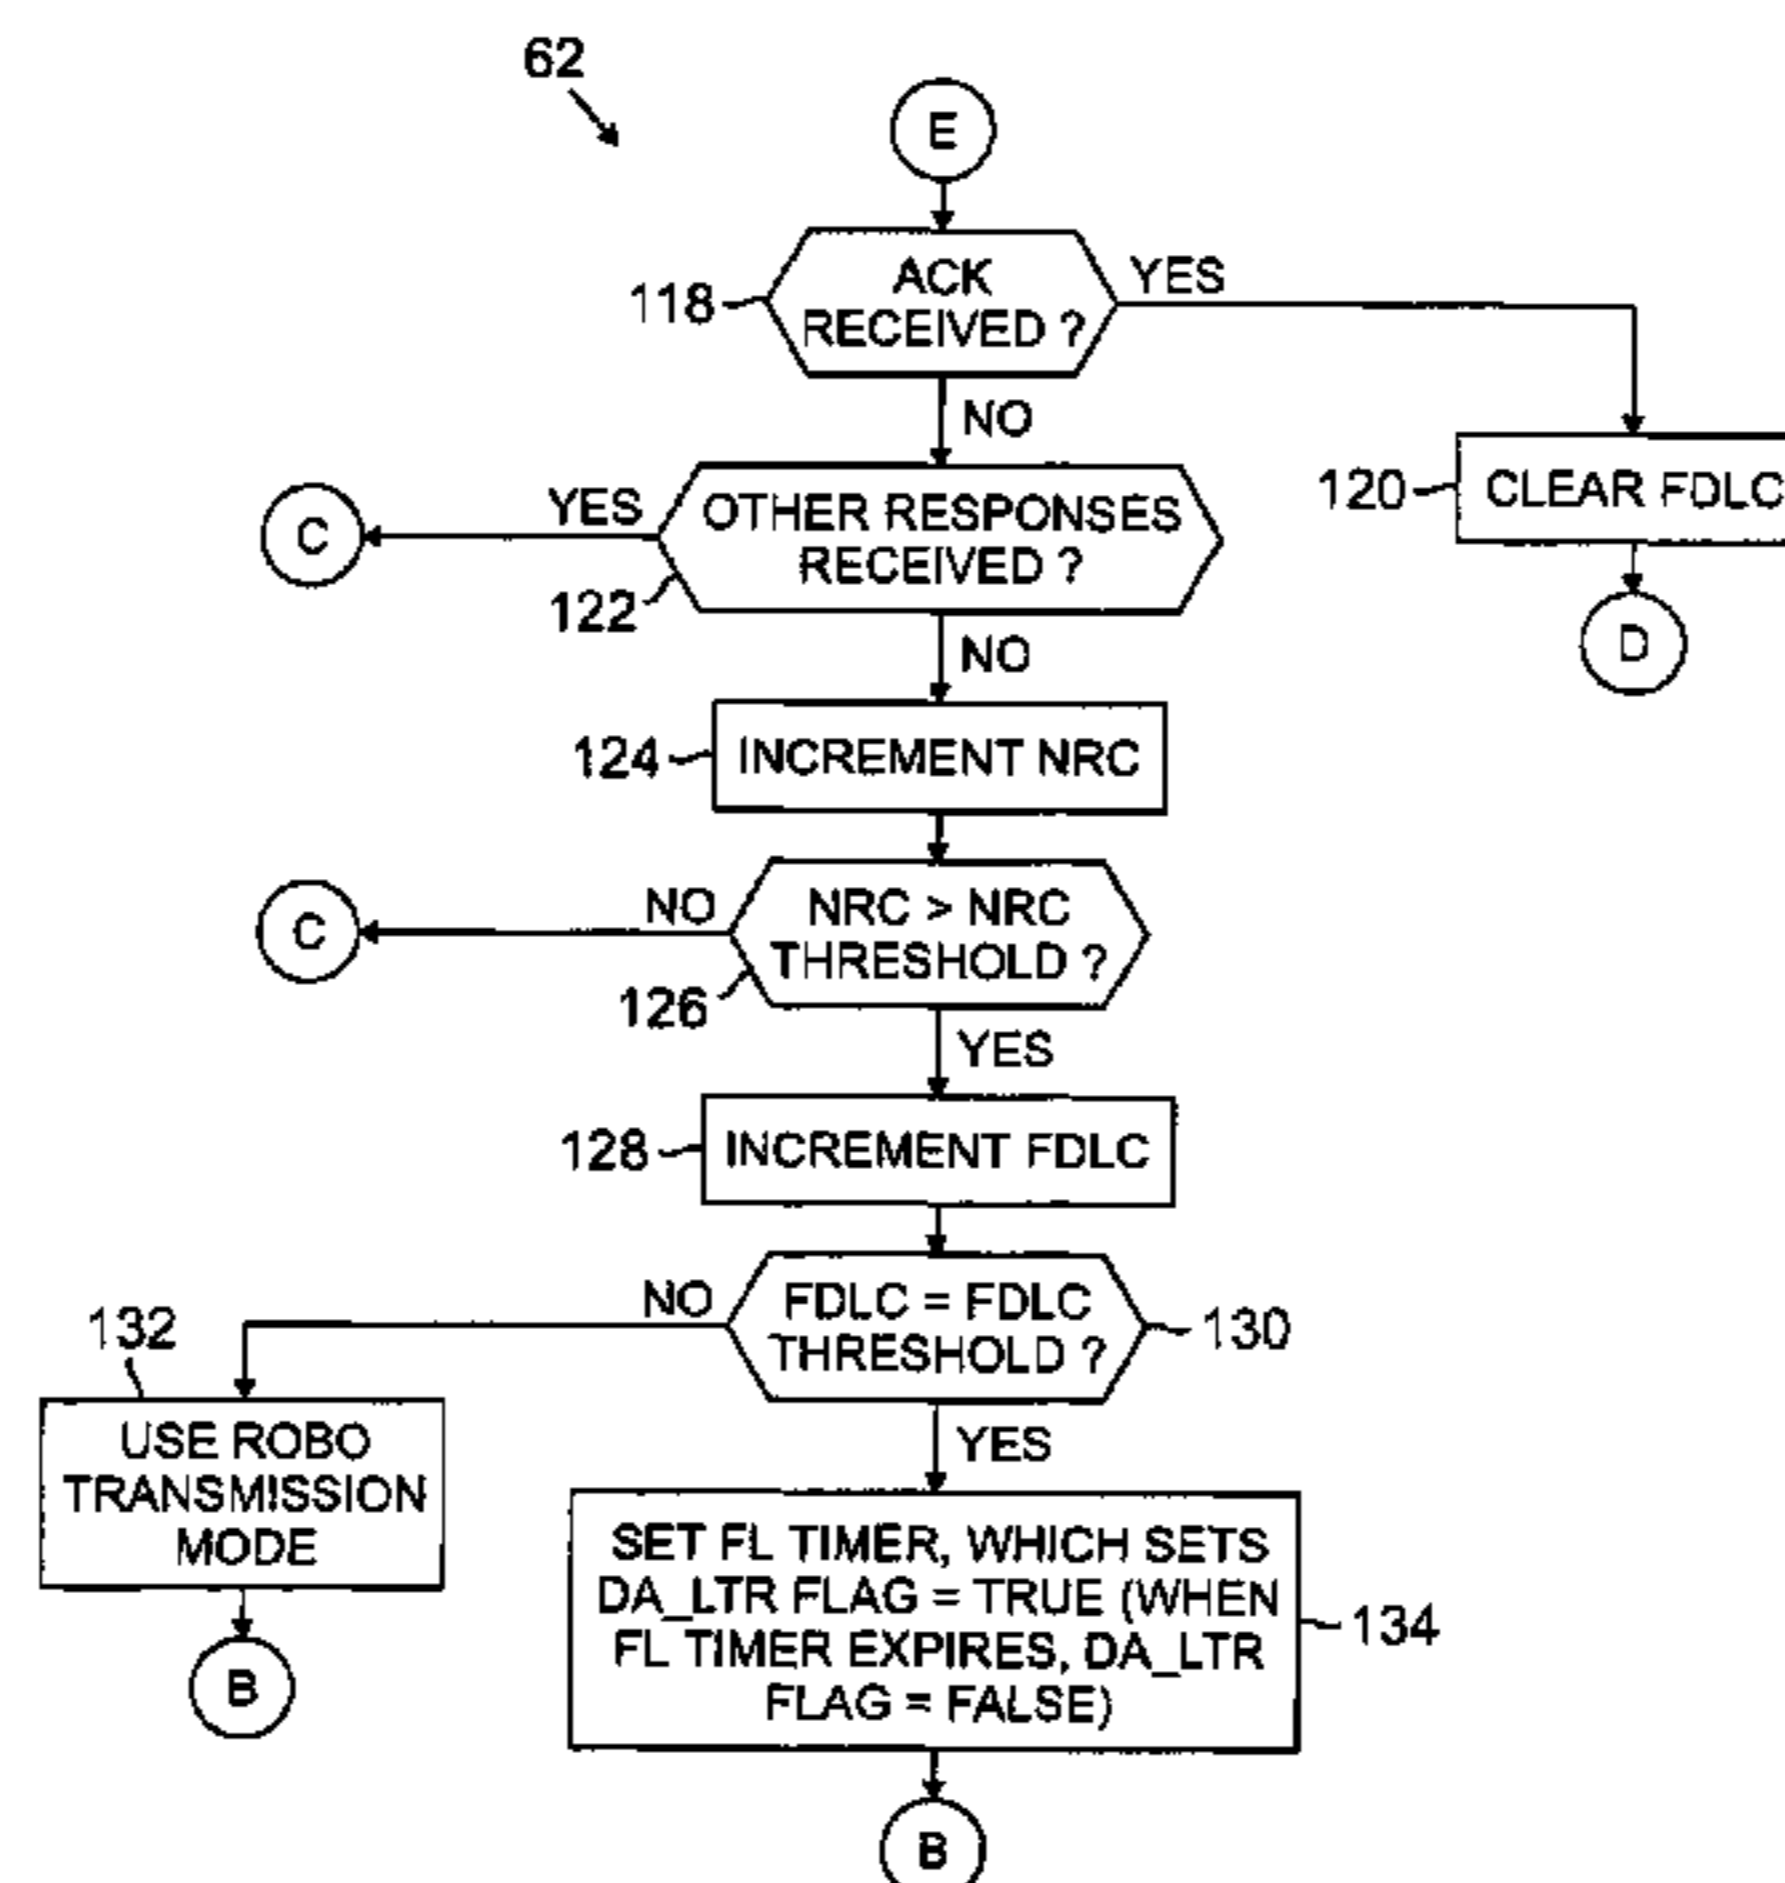 62
E
118
ACK
RECEIVED ?
YES
NO
120
CLEAR FDLC
D
C
YES
OTHER RESPONSES
RECEIVED ?
122
NO
124
INCREMENT NRC
C
NO
NRC > NRC
THRESHOLD ?
126
YES
128
INCREMENT FDLC
NO
FDLC = FDLC
THRESHOLD ?
130
132
USE ROBO
TRANSMISSION
MODE
B
YES
SET FL TIMER, WHICH SETS
DA_LTR FLAG = TRUE (WHEN
FL TIMER EXPIRES, DA_LTR
FLAG = FALSE)
134
B